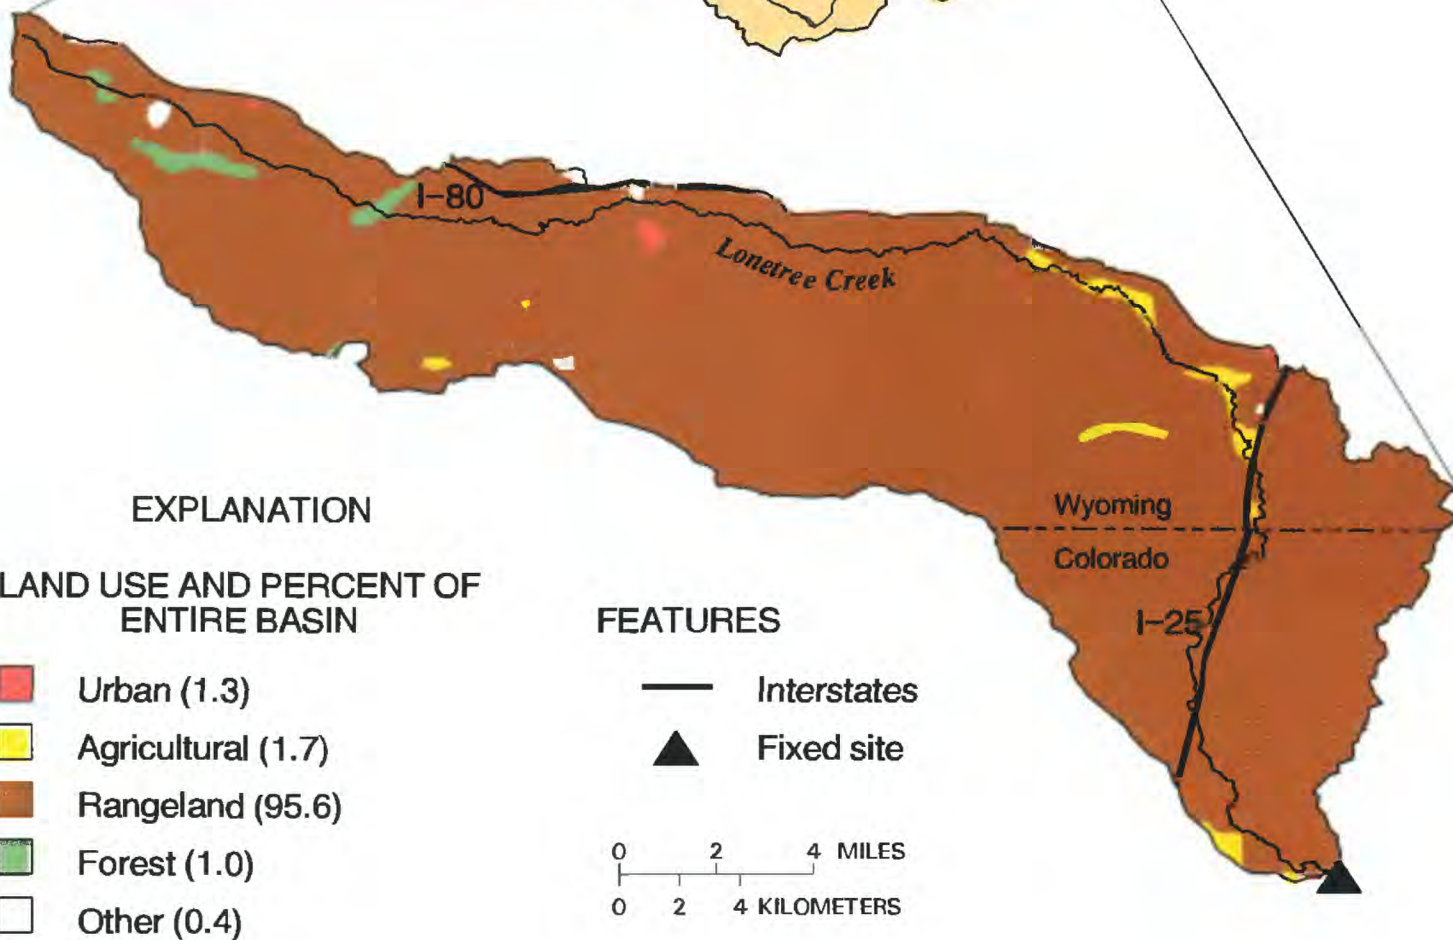 I-80
Lonetree Creek
Wyoming
Colorado
I-25
EXPLANATION
LAND USE AND PERCENT OF
ENTIRE BASIN
Urban (1.3)
Agricultural (1.7)
Rangeland (95.6)
Forest (1.0)
Other (0.4)
FEATURES
Interstates
Fixed site
0 2 4 MILES
0 2 4 KILOMETERS